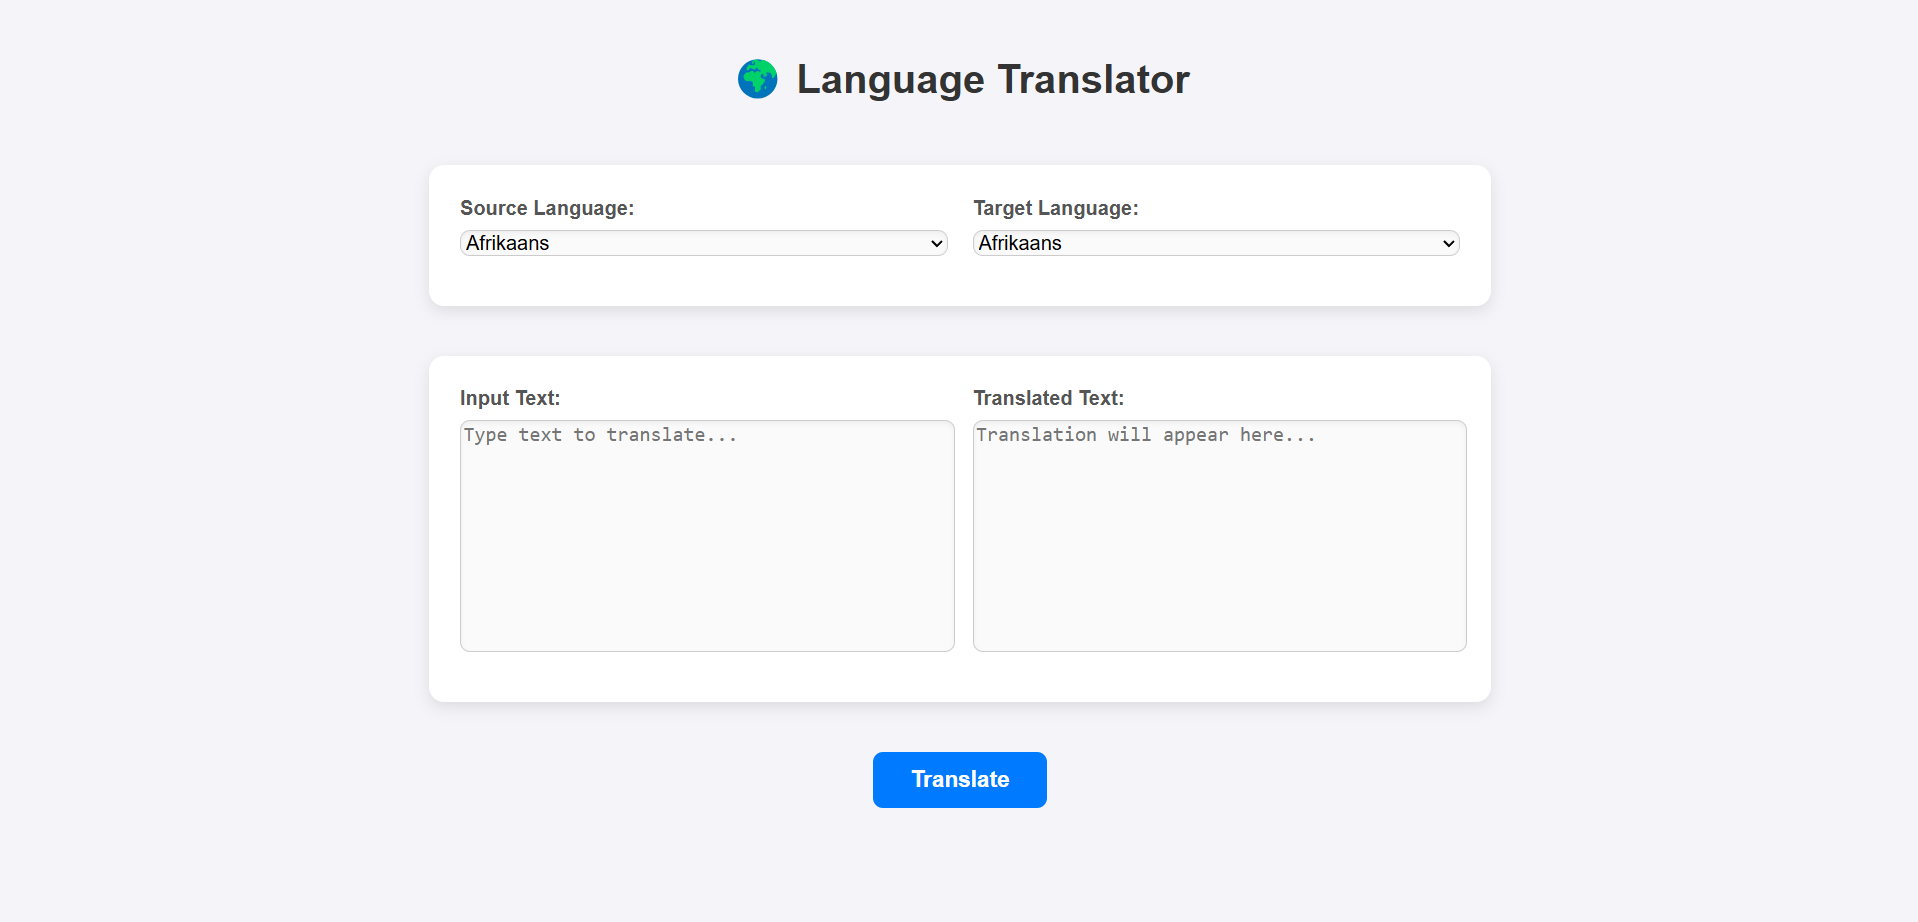 🌍 Language Translator
Source Language:
Afrikaans
Target Language:
Afrikaans
Input Text:
Type text to translate...
Translated Text:
Translation will appear here...
Translate